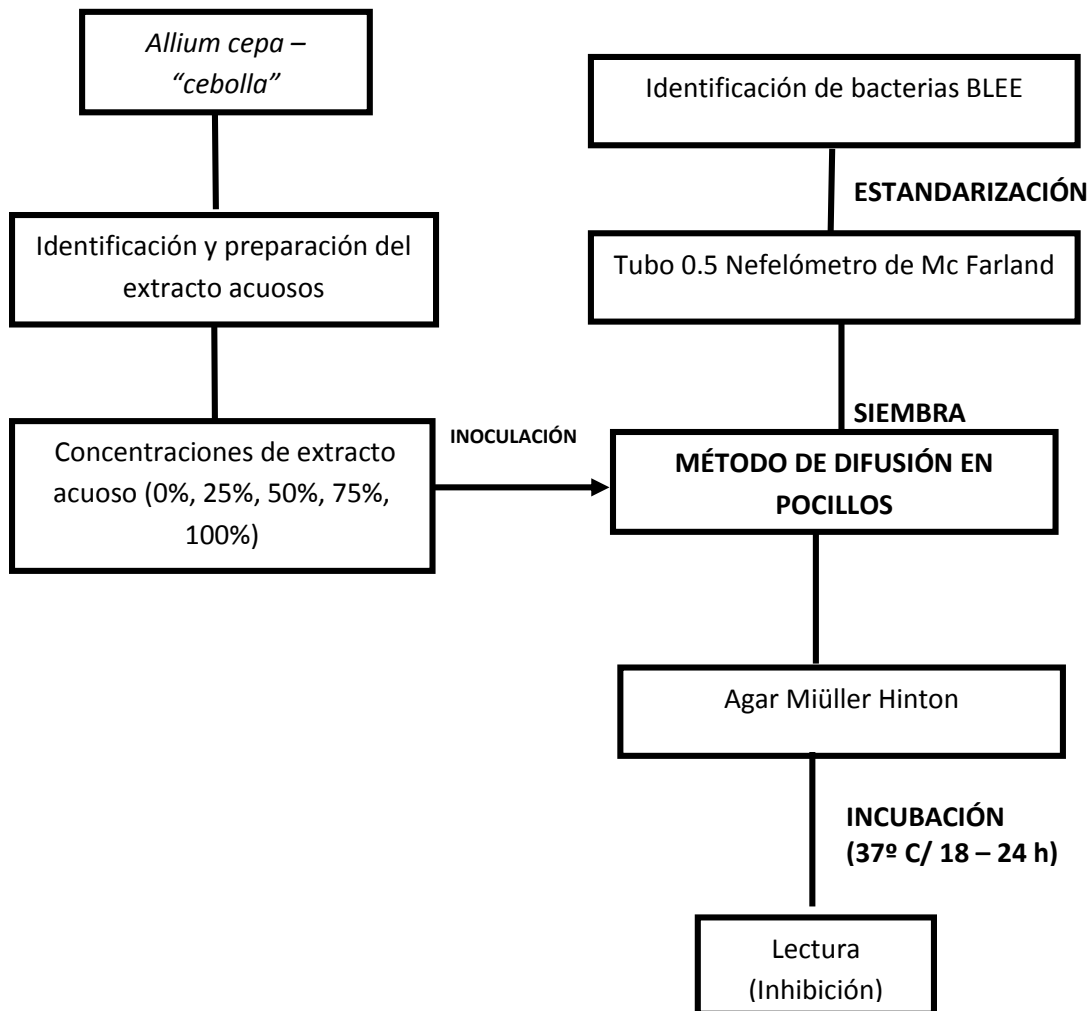 Allium cepa –
“cebolla”
Identificación y preparación del
extracto acuosos
Concentraciones de extracto
acuoso (0%, 25%, 50%, 75%,
100%)
INOCULACIÓN
Identificación de bacterias BLEE
ESTANDARIZACIÓN
Tubo 0.5 Nefelómetro de Mc Farland
SIEMBRA
MÉTODO DE DIFUSIÓN EN
POCILLOS
Agar Miüller Hinton
INCUBACIÓN
(37º C/ 18 – 24 h)
Lectura
(Inhibición)